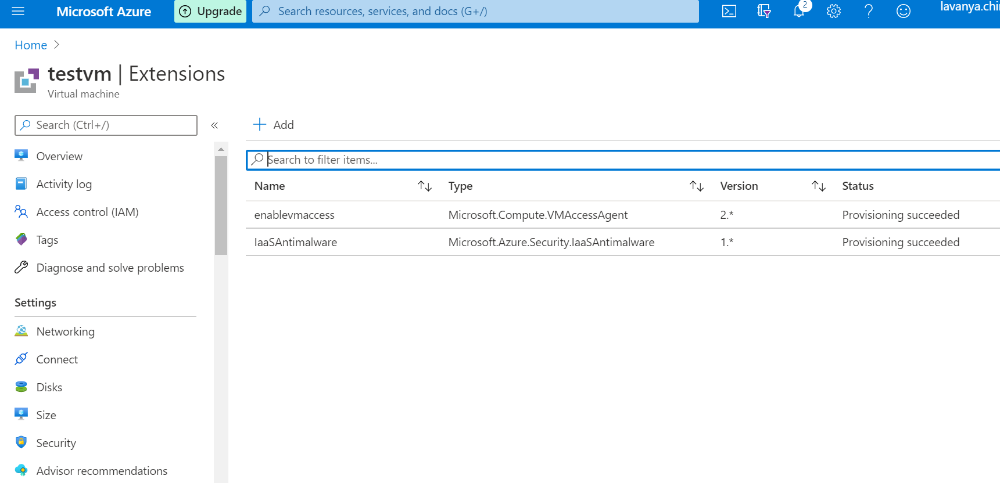 Microsoft Azure
Upgrade
Search resources, services, and docs (G+/)
2
Home
testvm | Extensions
Virtual machine
Search (Ctrl+/)
«
Add
Overview
Activity log
Access control (IAM)
Tags
Diagnose and solve problems
Settings
Networking
Connect
Disks
Size
Security
Advisor recommendations
Search to filter items...
Name Type Version Status
enablevmaccess Microsoft.Compute.VMAccessAgent 2.* Provisioning succeeded
IaaSAntimalware Microsoft.Azure.Security.IaaSAntimalware 1.* Provisioning succeeded